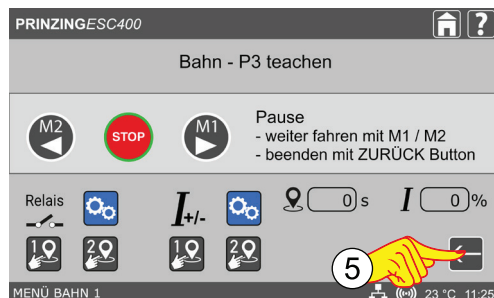 PRINZINGESC400
?
Bahn - P3 teachen
M2
STOP
M1
Pause
- weiter fahren mit M1 / M2
- beenden mit ZURÜCK Button
Relais
I+/-
0 s
I 0 %
1
2
1
2
5
MENÜ BAHN 1
23 °C 11:25